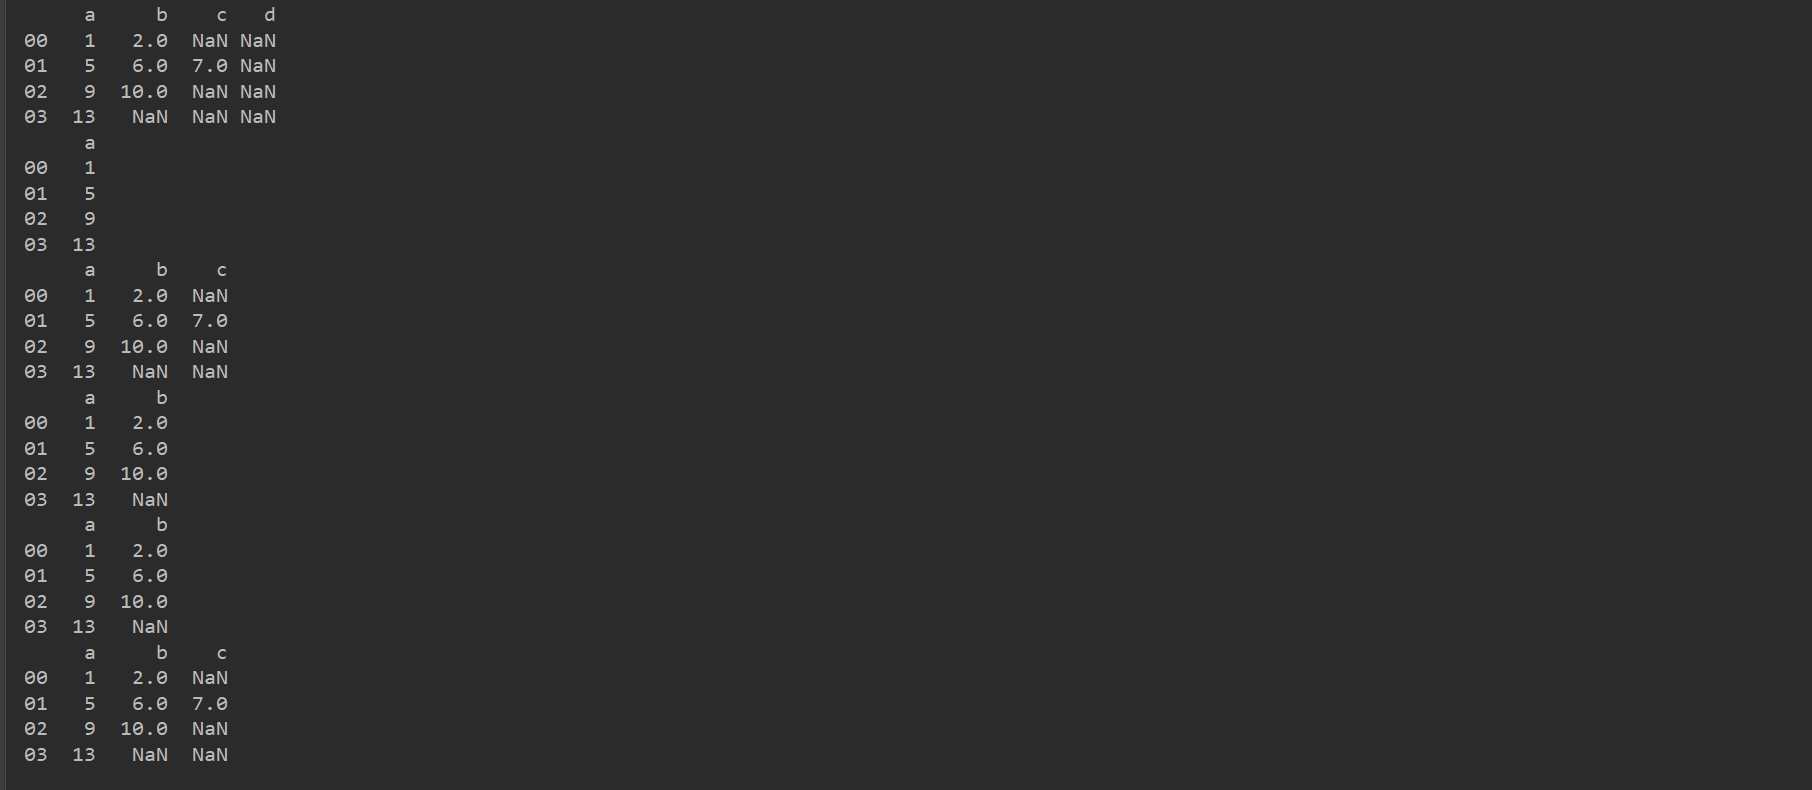 a b c d
00 1 2.0 NaN NaN
01 5 6.0 7.0 NaN
02 9 10.0 NaN NaN
03 13 NaN NaN NaN
a
00 1
01 5
02 9
03 13
a b c
00 1 2.0 NaN
01 5 6.0 7.0
02 9 10.0 NaN
03 13 NaN NaN
a b
00 1 2.0
01 5 6.0
02 9 10.0
03 13 NaN
a b
00 1 2.0
01 5 6.0
02 9 10.0
03 13 NaN
a b c
00 1 2.0 NaN
01 5 6.0 7.0
02 9 10.0 NaN
03 13 NaN NaN